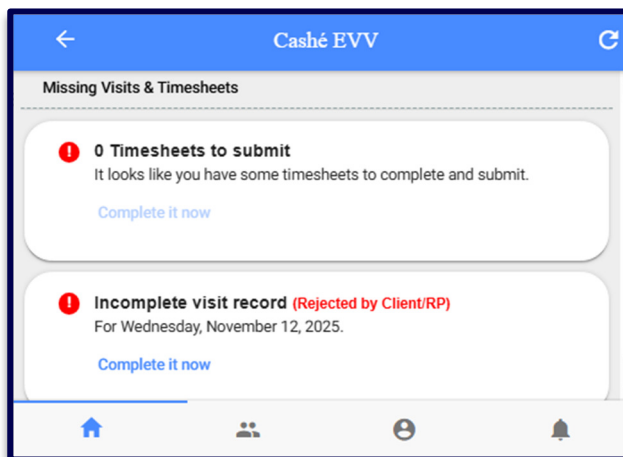 Cashé EVV
Missing Visits & Timesheets
0 Timesheets to submit
It looks like you have some timesheets to complete and submit.
Complete it now
Incomplete visit record (Rejected by Client/RP)
For Wednesday, November 12, 2025.
Complete it now